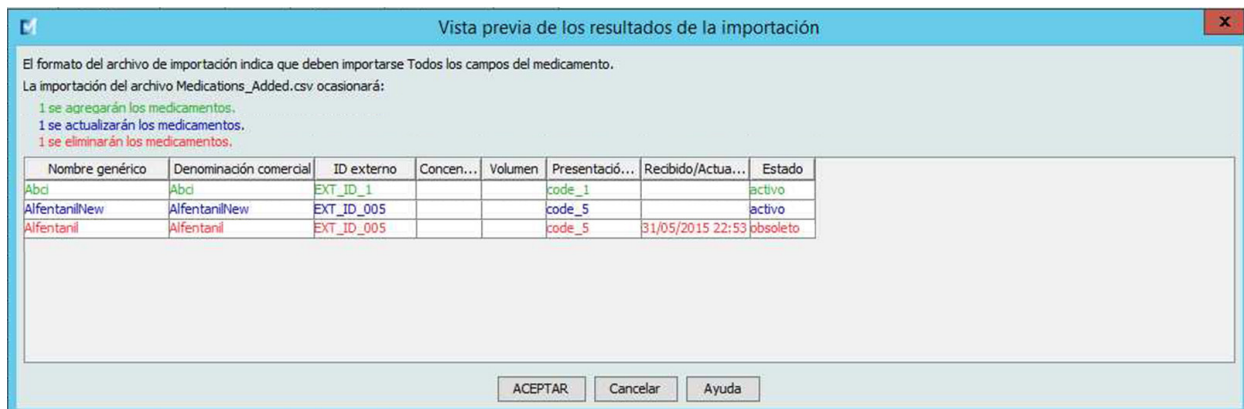 Vista previa de los resultados de la importación
x
El formato del archivo de importación indica que deben importarse Todos los campos del medicamento.
La importación del archivo Medications_Added.csv ocasionará:
1 se agregarán los medicamentos.
1 se actualizarán los medicamentos.
1 se eliminarán los medicamentos.
Nombre genérico Denominación comercial ID externo Concen... Volumen Presentació... Recibido/Actua... Estado
Abci Abci EXT_ID_1 code_1 activo
AlfentanilNew AlfentanilNew EXT_ID_005 code_5 activo
Alfentanil Alfentanil EXT_ID_005 code_5 31/05/2015 22:53 obsoleto
ACEPTAR Cancelar Ayuda